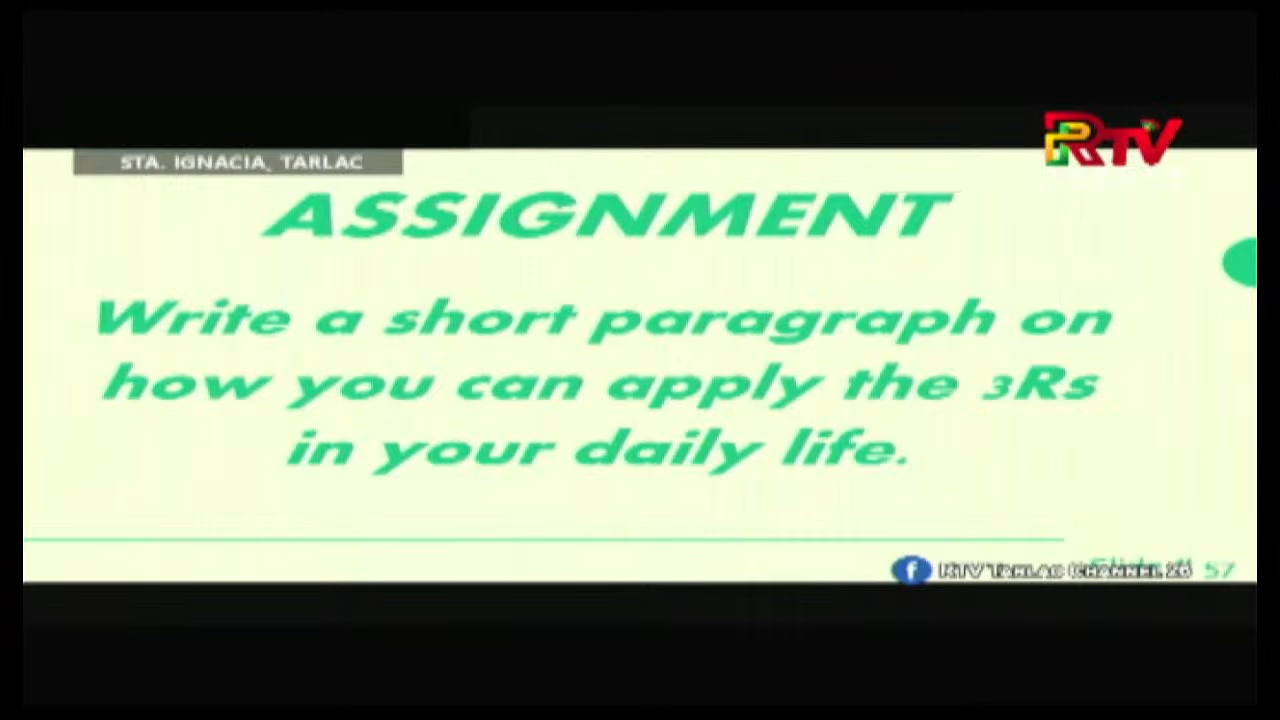 STA. IGNACIA, TARLAC
RTV
ASSIGNMENT
Write a short paragraph on
how you can apply the 3Rs
in your daily life.
RTV TARLAC CHANNEL 26
57